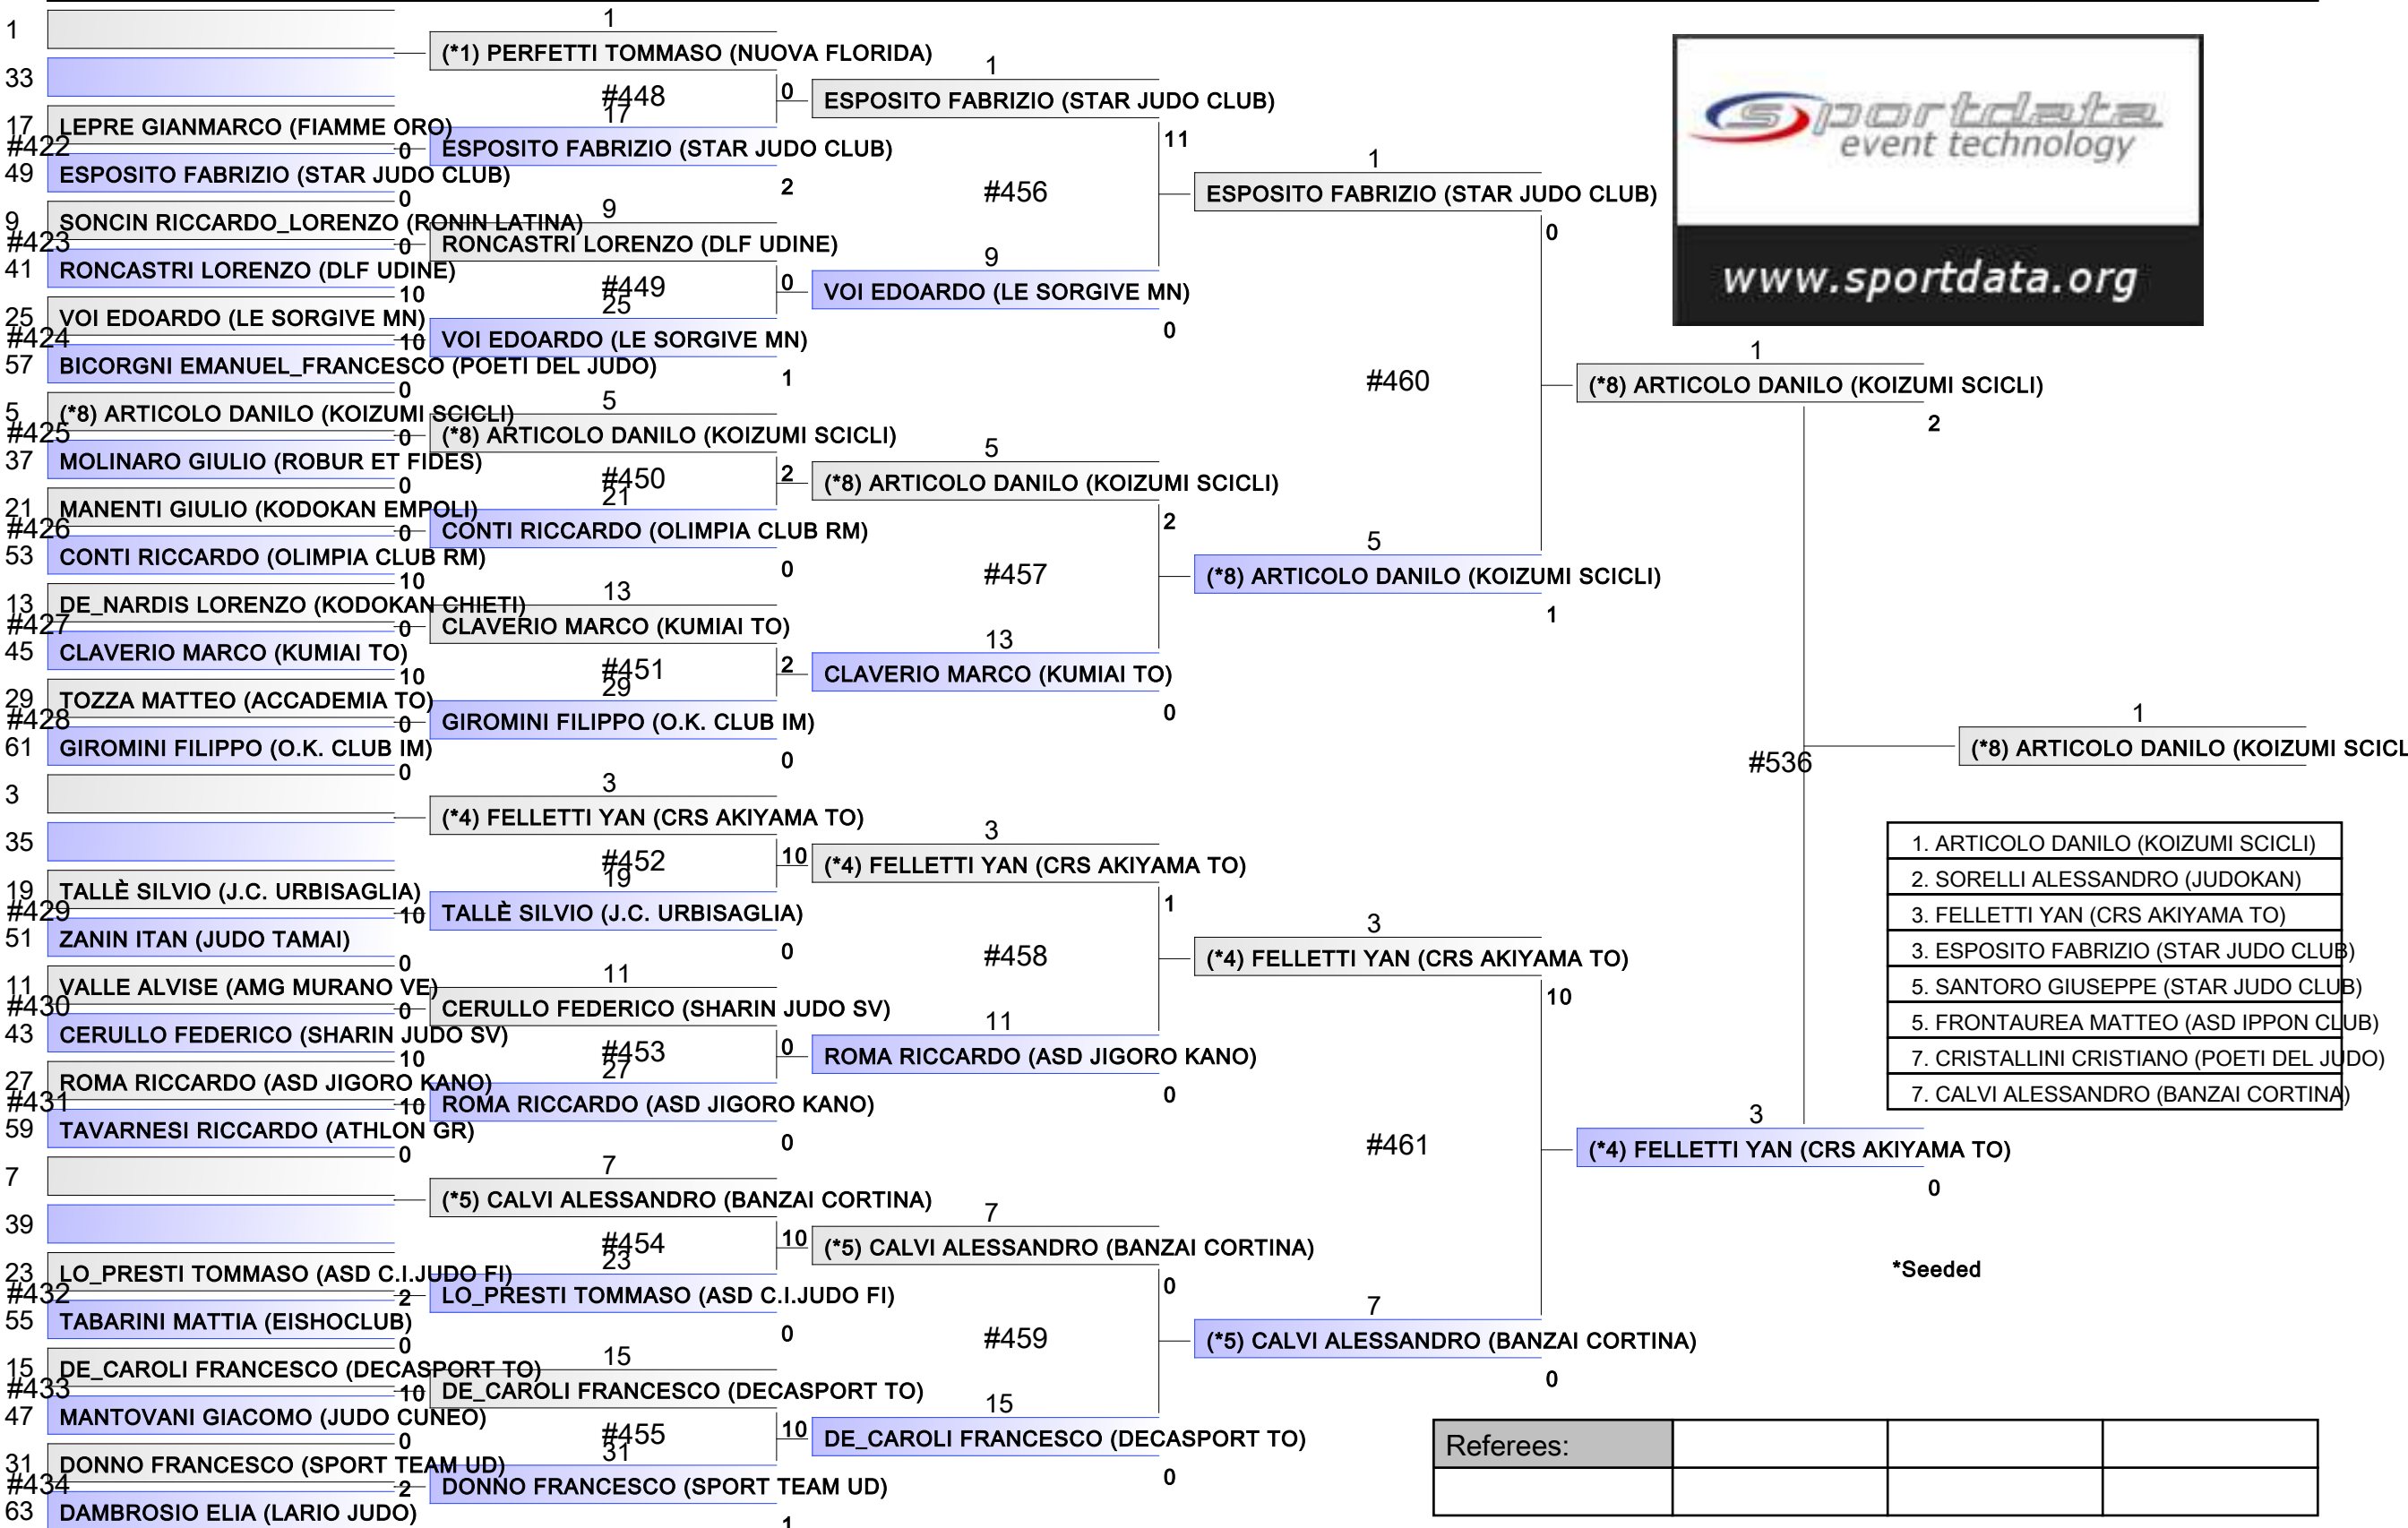 1
33
17 LEPRE GIANMARCO (FIAMME ORO)
#422 0
49 ESPOSITO FABRIZIO (STAR JUDO CLUB)
0
9 SONCIN RICCARDO_LORENZO (RONIN LATINA)
#423 0
41 RONCASTRI LORENZO (DLF UDINE)
10
25 VOI EDOARDO (LE SORGIVE MN)
#424 10
57 BICORGNI EMANUEL_FRANCESCO (POETI DEL JUDO)
0
5 (*8) ARTICOLO DANILO (KOIZUMI SCICLI)
#425 0
37 MOLINARO GIULIO (ROBUR ET FIDES)
0
21 MANENTI GIULIO (KODOKAN EMPOLI)
#426 0
53 CONTI RICCARDO (OLIMPIA CLUB RM)
10
13 DE_NARDIS LORENZO (KODOKAN CHIETI)
#427 0
45 CLAVERIO MARCO (KUMIAI TO)
10
29 TOZZA MATTEO (ACCADEMIA TO)
#428 0
61 GIROMINI FILIPPO (O.K. CLUB IM)
0
3
35
19 TALLÈ SILVIO (J.C. URBISAGLIA)
#429 10
51 ZANIN ITAN (JUDO TAMAI)
0
11 VALLE ALVISE (AMG MURANO VE)
#430 0
43 CERULLO FEDERICO (SHARIN JUDO SV)
10
27 ROMA RICCARDO (ASD JIGORO KANO)
#431 10
59 TAVARNESI RICCARDO (ATHLON GR)
0
7
39
23 LO_PRESTI TOMMASO (ASD C.I.JUDO FI)
#432 2
55 TABARINI MATTIA (EISHOCLUB)
0
15 DE_CAROLI FRANCESCO (DECASPORT TO)
#433 10
47 MANTOVANI GIACOMO (JUDO CUNEO)
0
31 DONNO FRANCESCO (SPORT TEAM UD)
#434 2
63 DAMBROSIO ELIA (LARIO JUDO)
1
(*1) PERFETTI TOMMASO (NUOVA FLORIDA)
#448 0
17
ESPOSITO FABRIZIO (STAR JUDO CLUB)
2
9
RONCASTRI LORENZO (DLF UDINE)
#449 0
25
VOI EDOARDO (LE SORGIVE MN)
1
5
(*8) ARTICOLO DANILO (KOIZUMI SCICLI)
#450 2
21
CONTI RICCARDO (OLIMPIA CLUB RM)
0
13
CLAVERIO MARCO (KUMIAI TO)
#451 2
29
GIROMINI FILIPPO (O.K. CLUB IM)
0
3
(*4) FELLETTI YAN (CRS AKIYAMA TO)
#452 10
19
TALLÈ SILVIO (J.C. URBISAGLIA)
0
11
CERULLO FEDERICO (SHARIN JUDO SV)
#453 0
27
ROMA RICCARDO (ASD JIGORO KANO)
0
7
(*5) CALVI ALESSANDRO (BANZAI CORTINA)
#454 10
23
LO_PRESTI TOMMASO (ASD C.I.JUDO FI)
0
15
DE_CAROLI FRANCESCO (DECASPORT TO)
#455 10
31
DONNO FRANCESCO (SPORT TEAM UD)
1
1
ESPOSITO FABRIZIO (STAR JUDO CLUB)
11
#456
9
VOI EDOARDO (LE SORGIVE MN)
0
5
(*8) ARTICOLO DANILO (KOIZUMI SCICLI)
2
#457
13
CLAVERIO MARCO (KUMIAI TO)
0
3
(*4) FELLETTI YAN (CRS AKIYAMA TO)
1
#458
11
ROMA RICCARDO (ASD JIGORO KANO)
0
7
(*5) CALVI ALESSANDRO (BANZAI CORTINA)
0
#459
15
DE_CAROLI FRANCESCO (DECASPORT TO)
0
1
ESPOSITO FABRIZIO (STAR JUDO CLUB)
0
#460
5
(*8) ARTICOLO DANILO (KOIZUMI SCICLI)
1
3
(*4) FELLETTI YAN (CRS AKIYAMA TO)
10
#461
7
(*5) CALVI ALESSANDRO (BANZAI CORTINA)
0
sportdata
event technology
www.sportdata.org
1
(*8) ARTICOLO DANILO (KOIZUMI SCICLI)
2
#536
3
(*4) FELLETTI YAN (CRS AKIYAMA TO)
0
1
(*8) ARTICOLO DANILO (KOIZUMI SCICL
1. ARTICOLO DANILO (KOIZUMI SCICLI)
2. SORELLI ALESSANDRO (JUDOKAN)
3. FELLETTI YAN (CRS AKIYAMA TO)
3. ESPOSITO FABRIZIO (STAR JUDO CLUB)
5. SANTORO GIUSEPPE (STAR JUDO CLUB)
5. FRONTAUREA MATTEO (ASD IPPON CLUB)
7. CRISTALLINI CRISTIANO (POETI DEL JUDO)
7. CALVI ALESSANDRO (BANZAI CORTINA)
*Seeded
Referees: